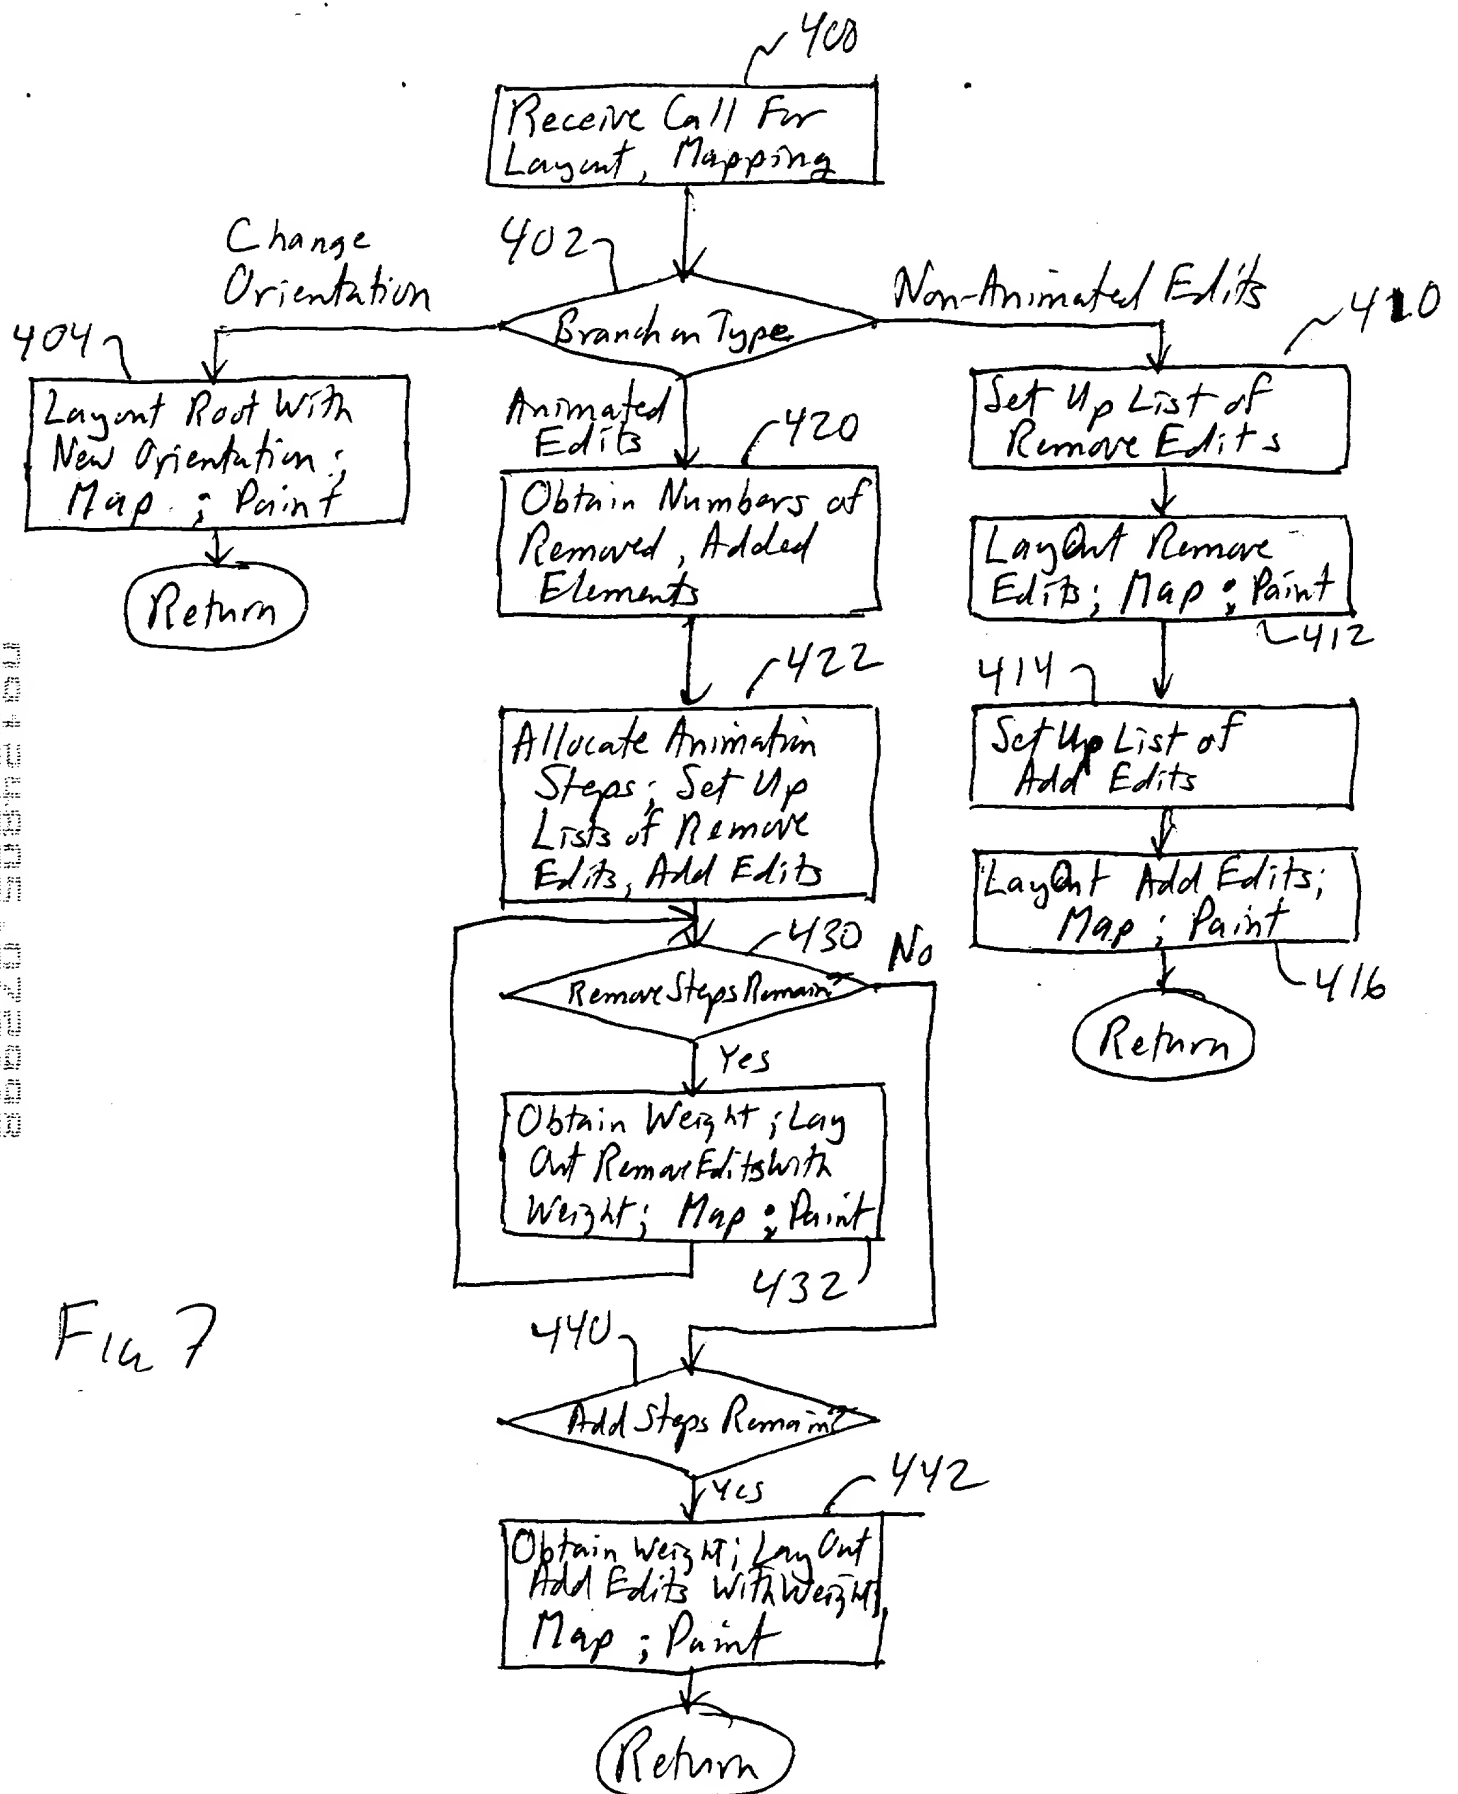 400
Receive Call For
Layout, Mapping
402
Change
Orientation
Branch on Type
Non-Animated Edits
404
Layout Root With
New Orientation;
Map ; Paint
Return
Animated
Edits
420
Obtain Numbers of
Removed, Added
Elements
422
Allocate Animation
Steps; Set Up
Lists of Remove
Edits, Add Edits
430
Remove Steps Remain?
No
Yes
Obtain Weight; Lay
Out Remove Edits With
Weight; Map ; Paint
432
440
Add Steps Remain?
Yes
442
Obtain Weight; Lay Out
Add Edits With Weight;
Map ; Paint
Return
410
Set Up List of
Remove Edits
Lay Out Remove
Edits; Map ; Paint
412
414
Set Up List of
Add Edits
Lay Out Add Edits;
Map ; Paint
416
Return
Fig 7